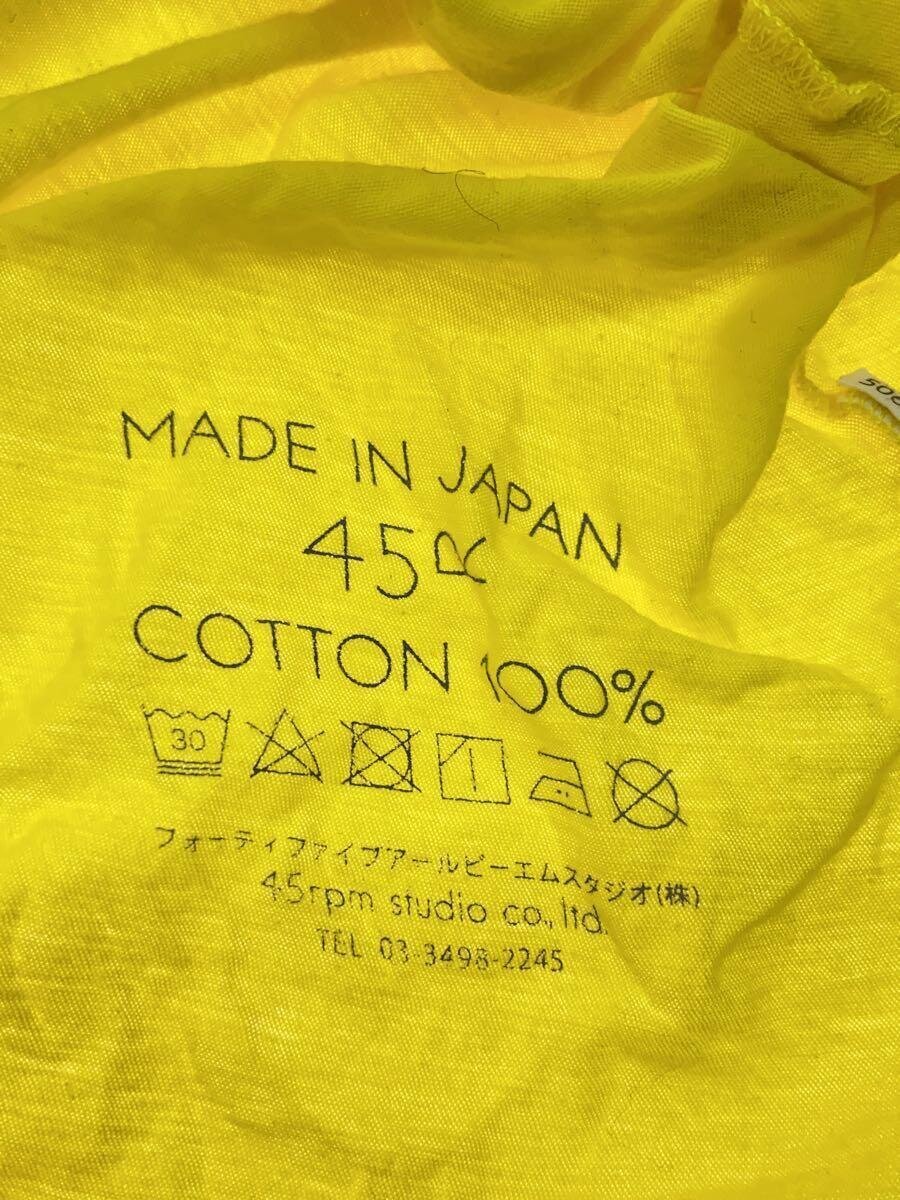 MADE IN JAPAN
45R
COTTON 100%
30
フォーティファイブアールピーエムスタジオ(株)
45rpm studio co., ltd.
TEL 03-3498-2245